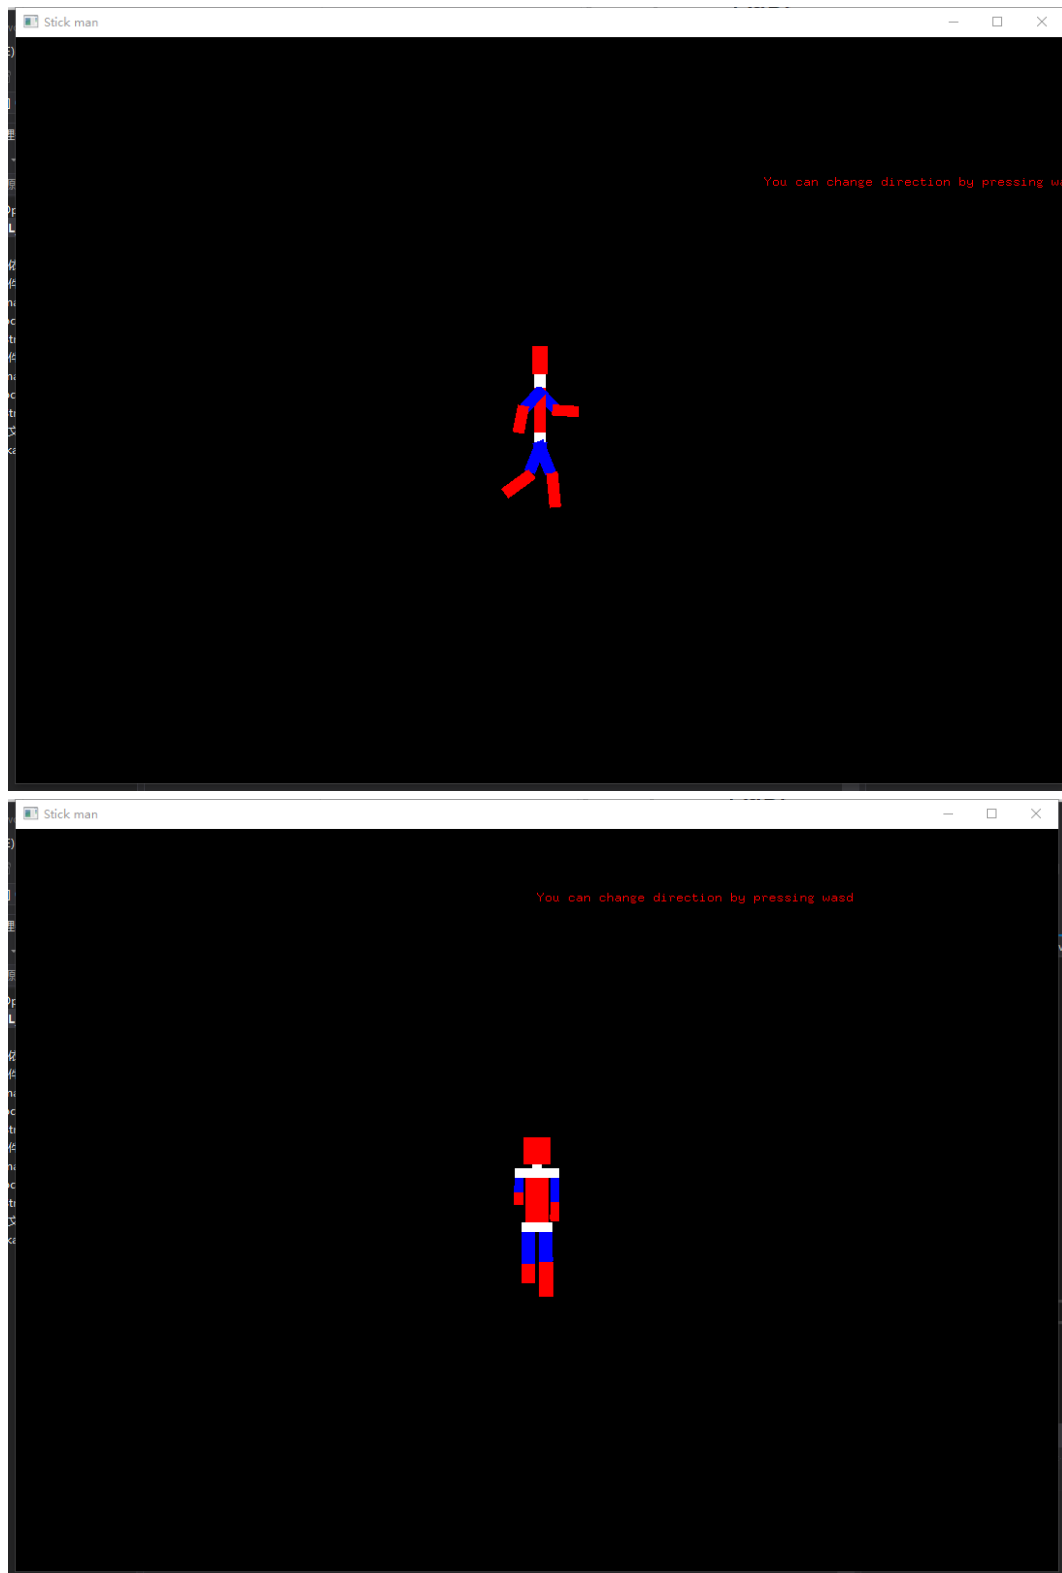 Stick man
You can change direction by pressing wa
Stick man
You can change direction by pressing wasd